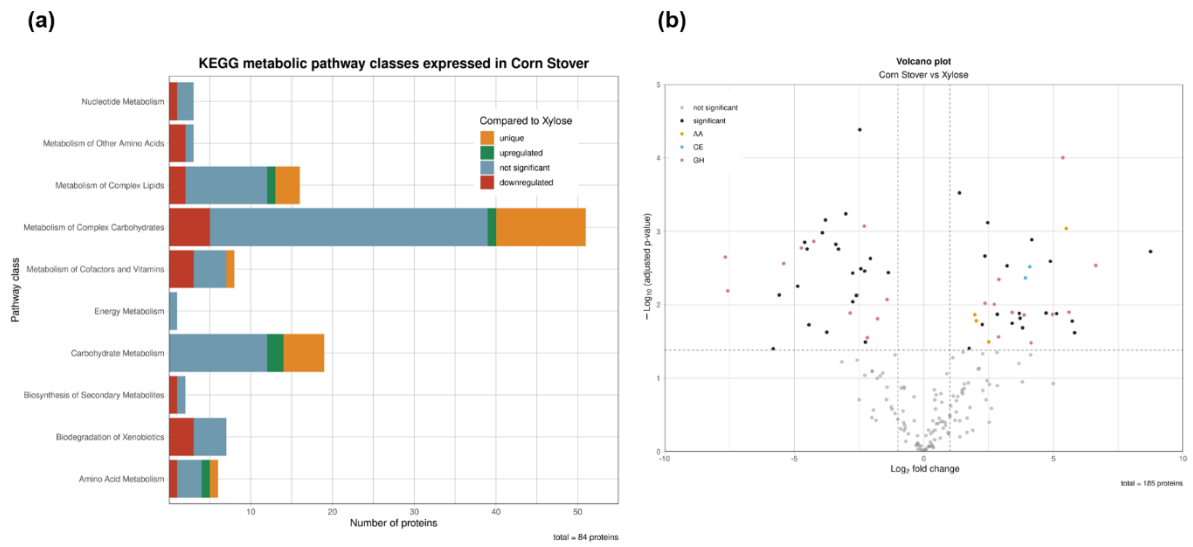 (a)
KEGG metabolic pathway classes expressed in Corn Stover
Pathway class
Nucleotide Metabolism
Metabolism of Other Amino Acids
Metabolism of Complex Lipids
Metabolism of Complex Carbohydrates
Metabolism of Cofactors and Vitamins
Energy Metabolism
Carbohydrate Metabolism
Biosynthesis of Secondary Metabolites
Biodegradation of Xenobiotics
Amino Acid Metabolism
Compared to Xylose
unique
upregulated
not significant
downregulated
10 20 30 40 50
Number of proteins
total = 84 proteins
(b)
Volcano plot
Corn Stover vs Xylose
− Log₁₀ (adjusted p-value)
5
4
3
2
1
0
not significant
significant
AA
CE
GH
-10 -5 0 5 10
Log₂ fold change
total = 185 proteins